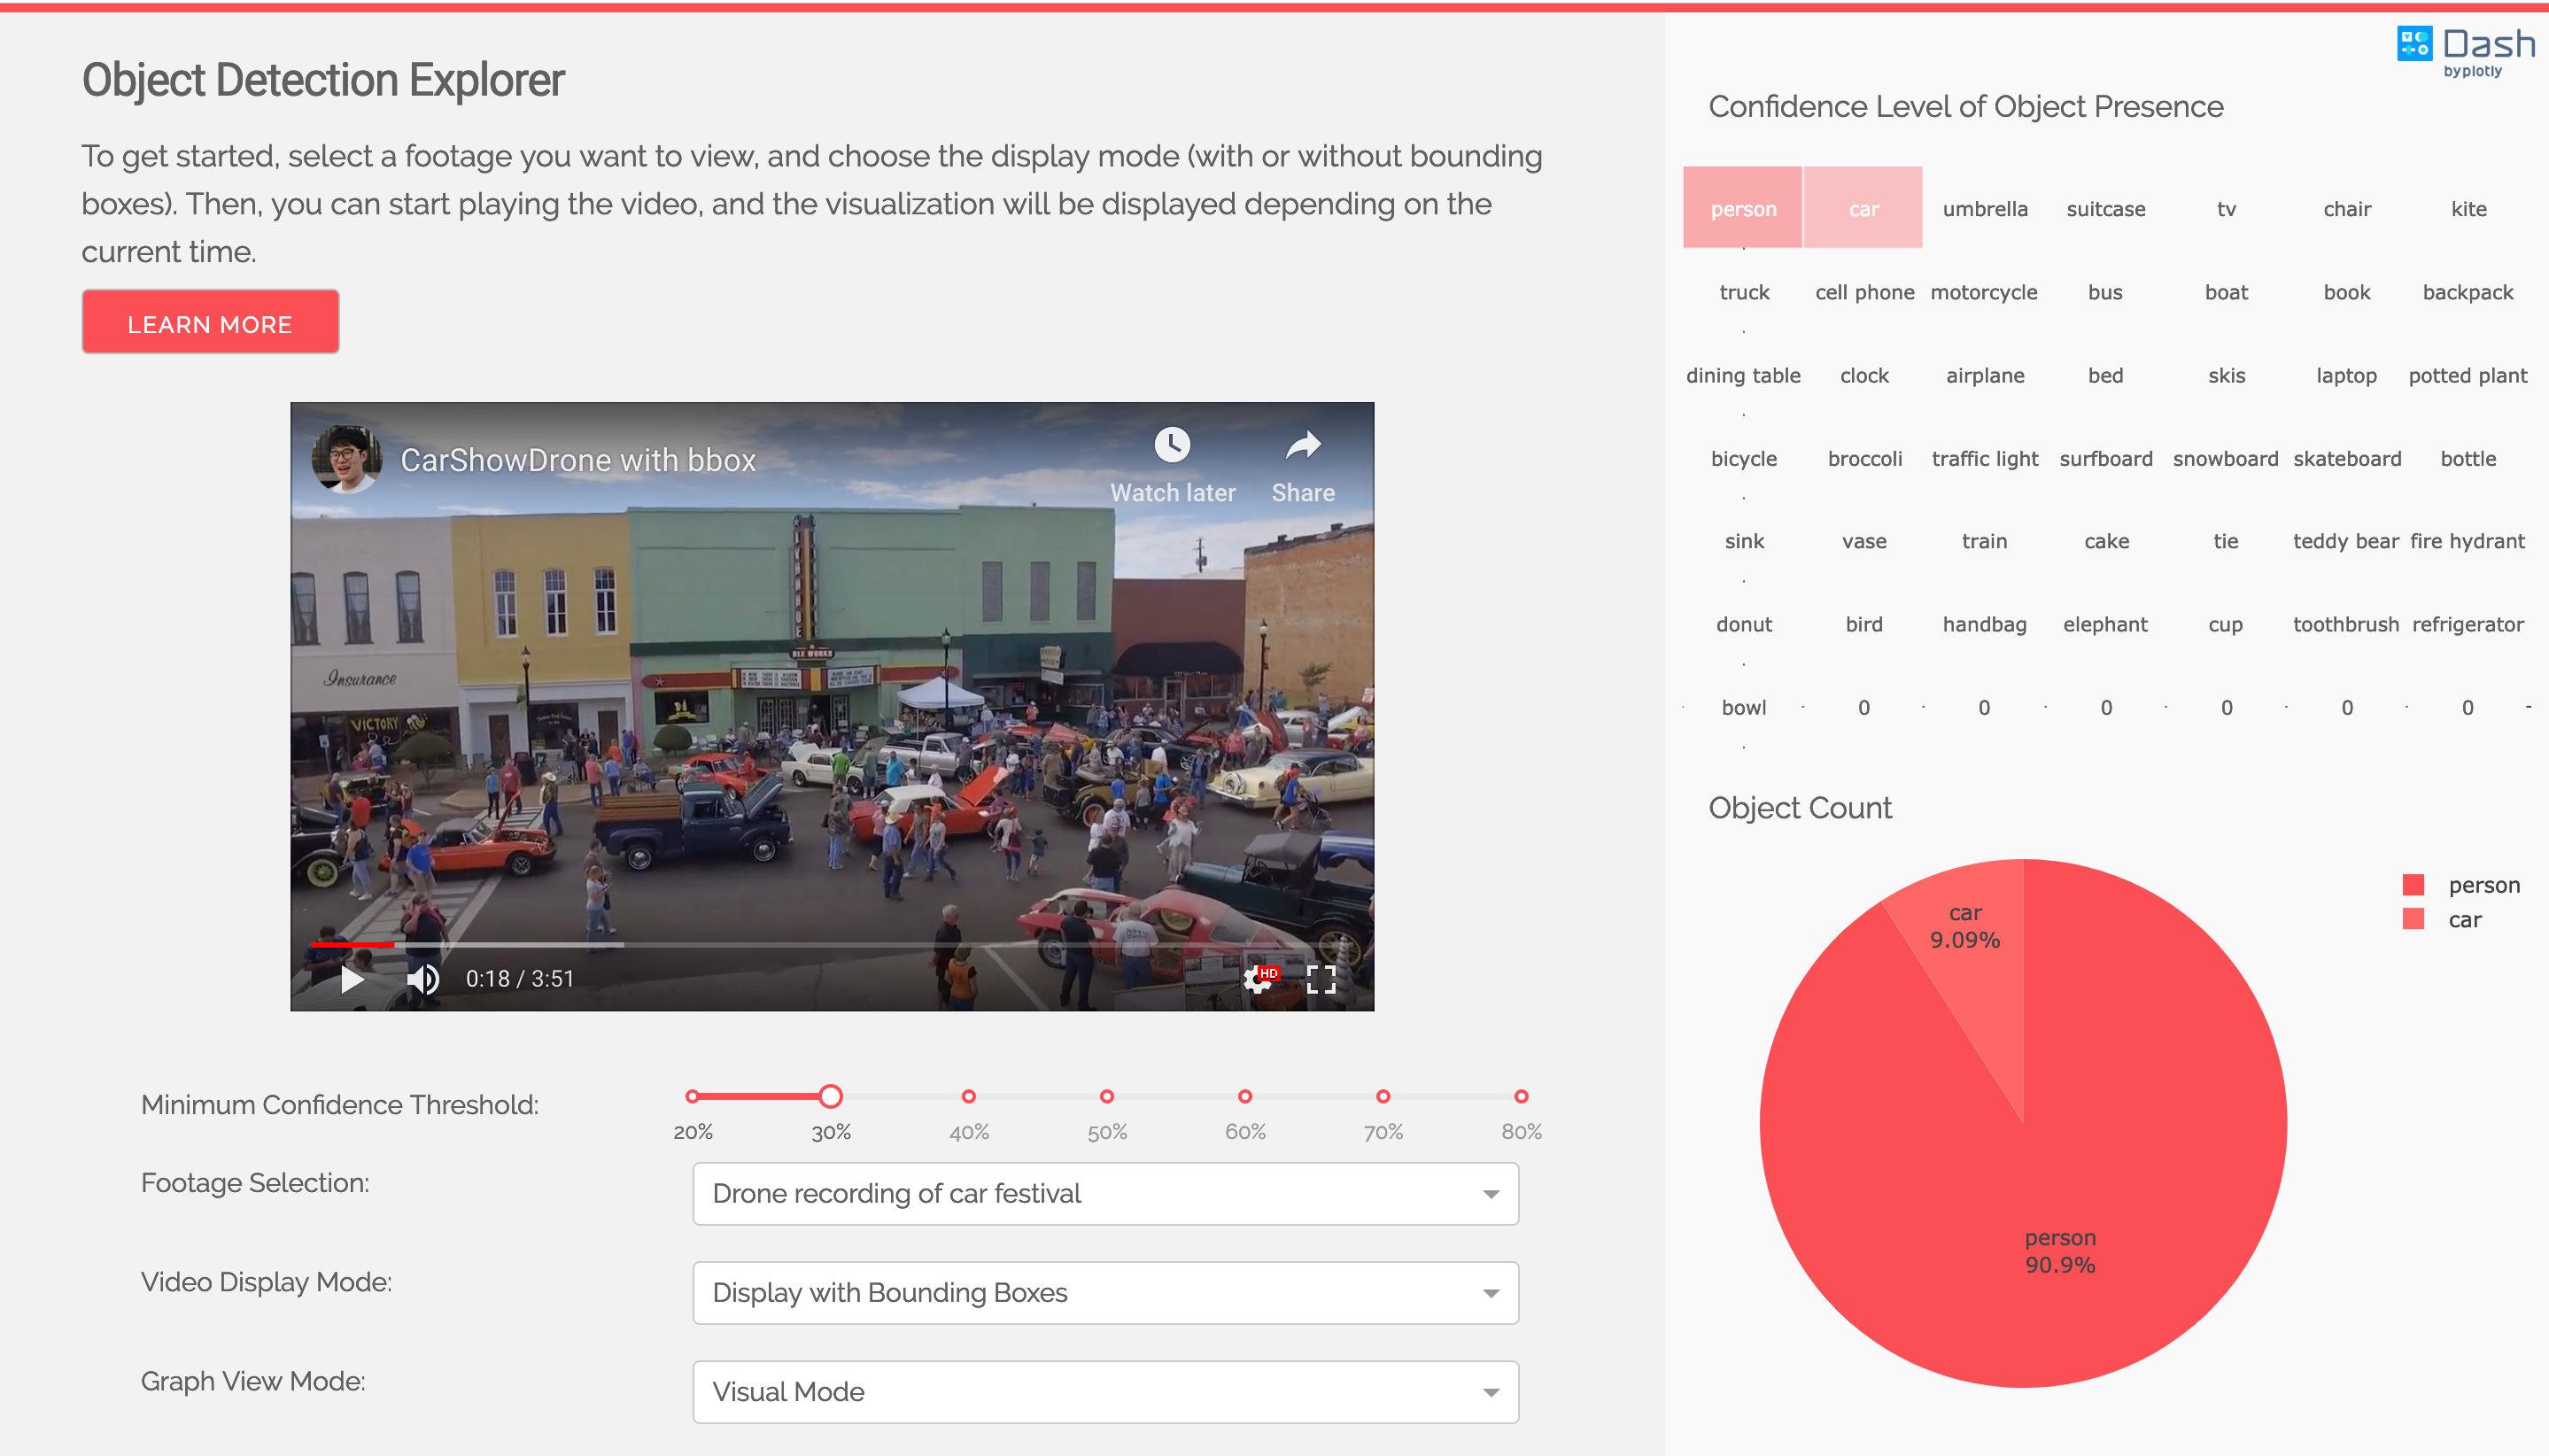 Dash
by plotly
Object Detection Explorer
To get started, select a footage you want to view, and choose the display mode (with or without bounding
boxes). Then, you can start playing the video, and the visualization will be displayed depending on the
current time.
LEARN MORE
CarShowDrone with bbox
Watch later
Share
Insurance
VICTORY
0:18 / 3:51
HD
Minimum Confidence Threshold:
20% 30% 40% 50% 60% 70% 80%
Footage Selection:
Drone recording of car festival
Video Display Mode:
Display with Bounding Boxes
Graph View Mode:
Visual Mode
Confidence Level of Object Presence
person car umbrella suitcase tv chair kite
truck cell phone motorcycle bus boat book backpack
dining table clock airplane bed skis laptop potted plant
bicycle broccoli traffic light surfboard snowboard skateboard bottle
sink vase train cake tie teddy bear fire hydrant
donut bird handbag elephant cup toothbrush refrigerator
bowl 0 0 0 0 0 0
Object Count
car
9.09%
person
90.9%
person
car